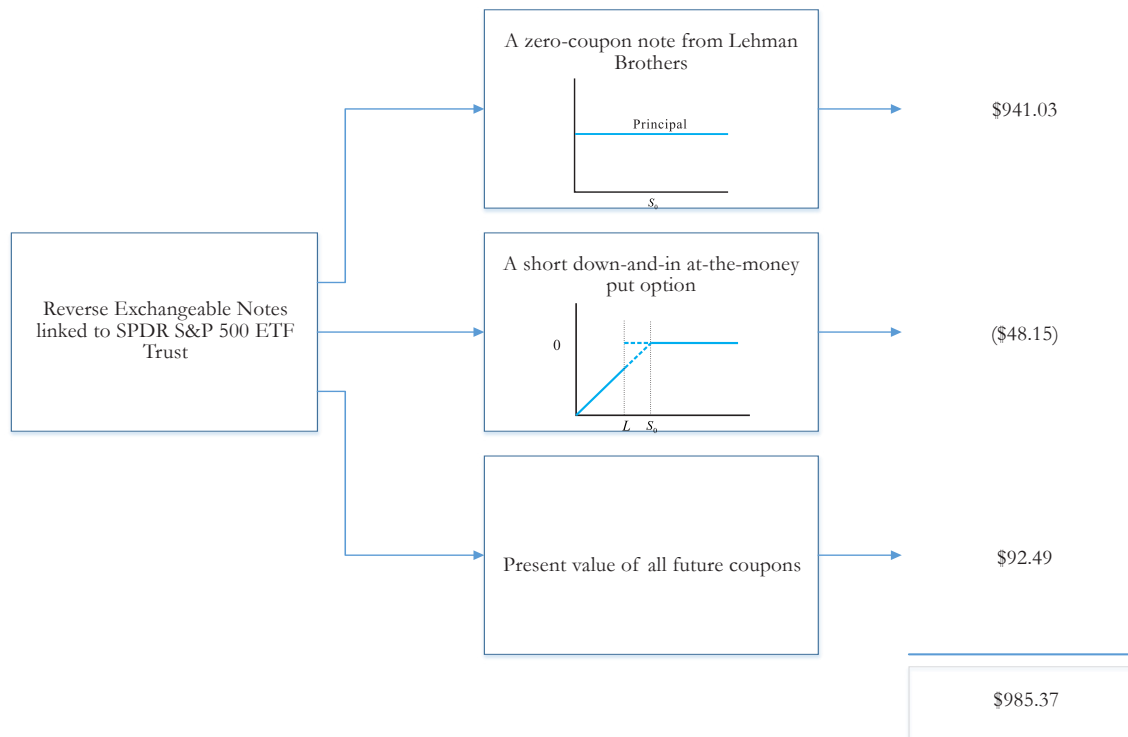 Reverse Exchangeable Notes
linked to SPDR S&P 500 ETF
Trust
A zero-coupon note from Lehman
Brothers
Principal
S₀
$941.03
A short down-and-in at-the-money
put option
0
L S₀
($48.15)
Present value of all future coupons
$92.49
$985.37